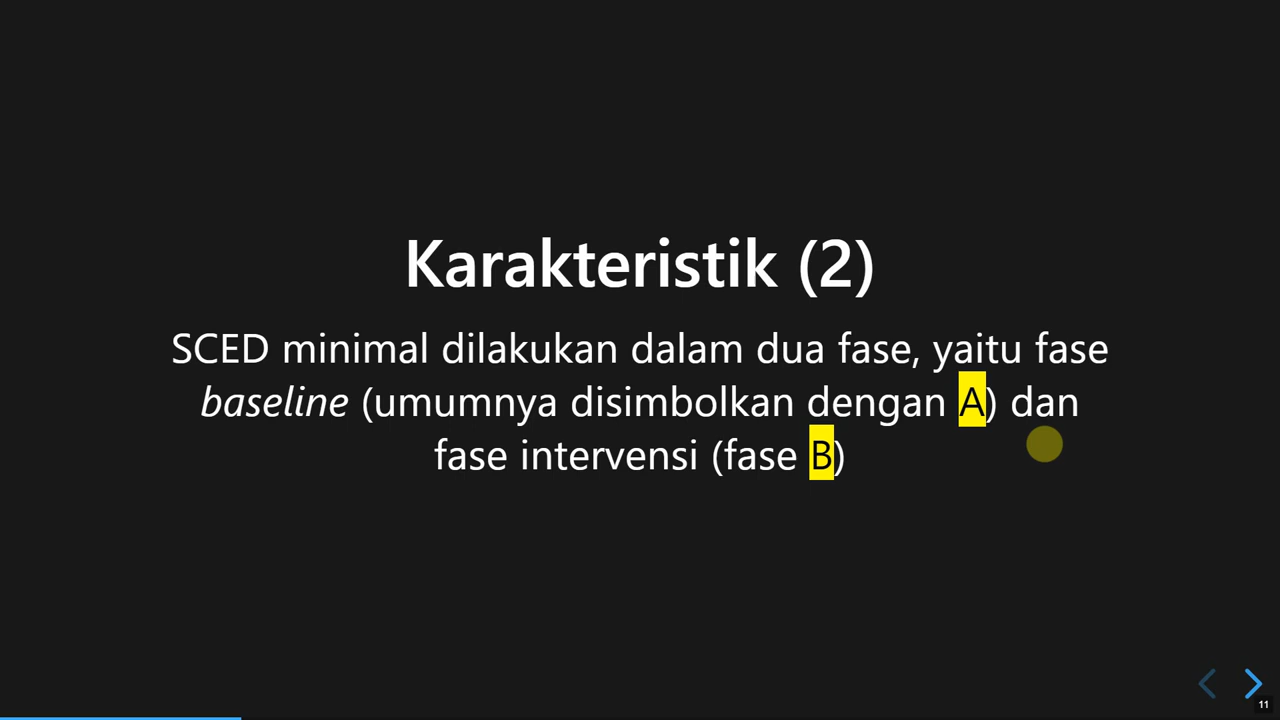 Karakteristik (2)
SCED minimal dilakukan dalam dua fase, yaitu fase
baseline (umumnya disimbolkan dengan A) dan
fase intervensi (fase B)
11